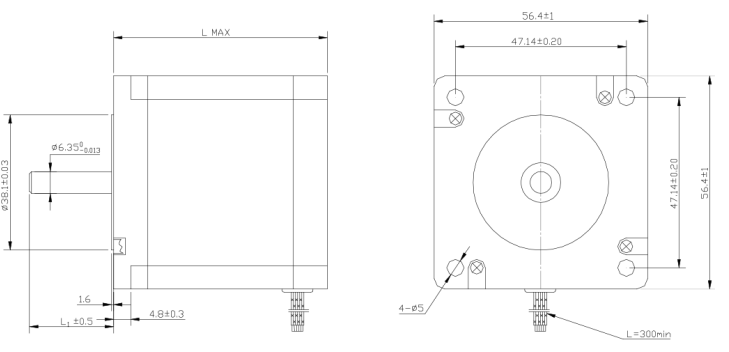 L MAX
ø6.35 0 -0.013
ø38.1±0.03
1.6
4.8±0.3
L₁ ±0.5
56.4±1
47.14±0.20
47.14±0.20
56.4±1
4-ø5
L=300min